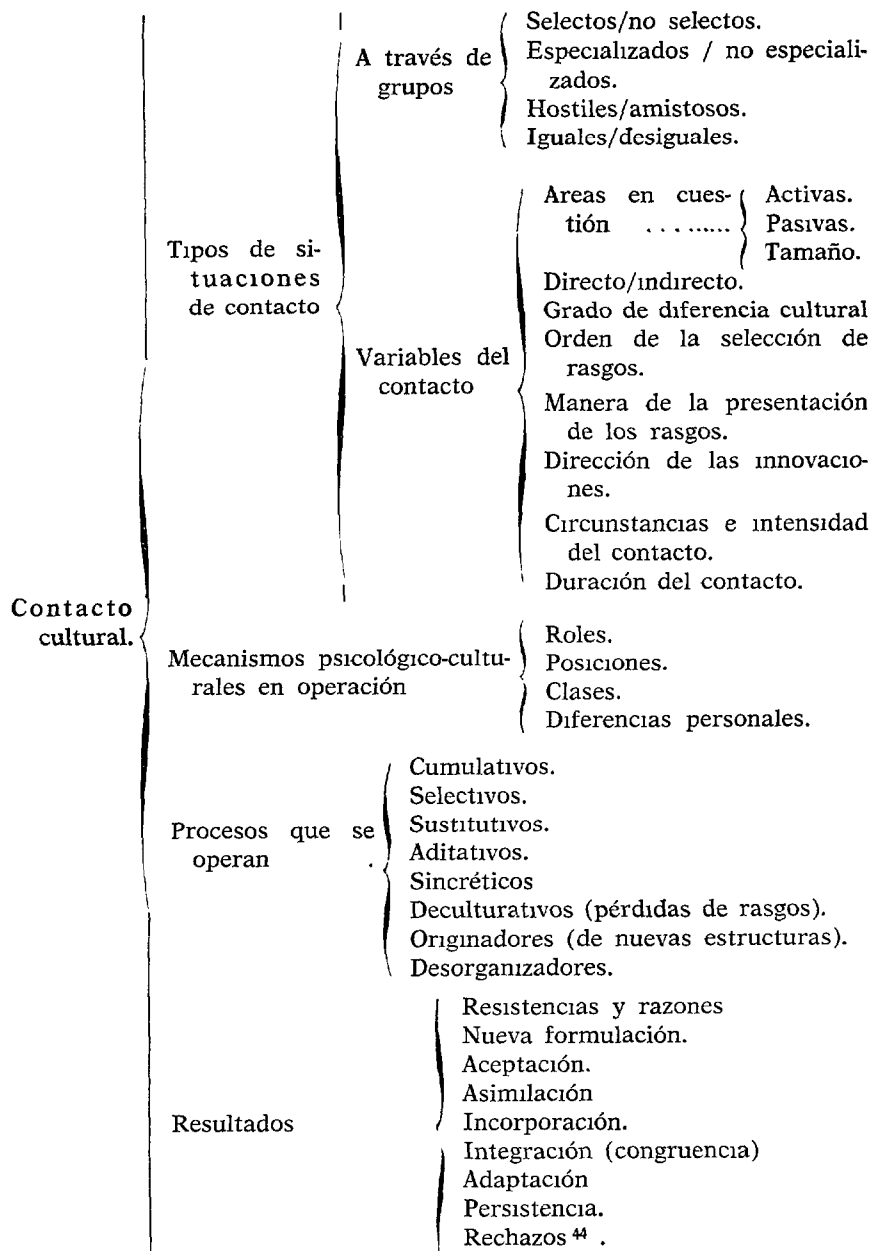 Selectos/no selectos.
A través de
grupos
Especializados / no especiali-
zados.
Hostiles/amistosos.
Iguales/desiguales.
Tipos de si-
tuaciones
de contacto
Variables del
contacto
Areas en cues-
tión .........
Activas.
Pasivas.
Tamaño.
Directo/indirecto.
Grado de diferencia cultural
Orden de la selección de
rasgos.
Manera de la presentación
de los rasgos.
Dirección de las innovacio-
nes.
Circunstancias e intensidad
del contacto.
Duración del contacto.
Contacto
cultural.
Mecanismos psicológico-cultu-
rales en operación
Roles.
Posiciones.
Clases.
Diferencias personales.
Procesos que se
operan .
Cumulativos.
Selectivos.
Sustitutivos.
Aditativos.
Sincréticos
Deculturativos (pérdidas de rasgos).
Originadores (de nuevas estructuras).
Desorganizadores.
Resultados
Resistencias y razones
Nueva formulación.
Aceptación.
Asimilación
Incorporación.
Integración (congruencia)
Adaptación
Persistencia.
Rechazos 44 .